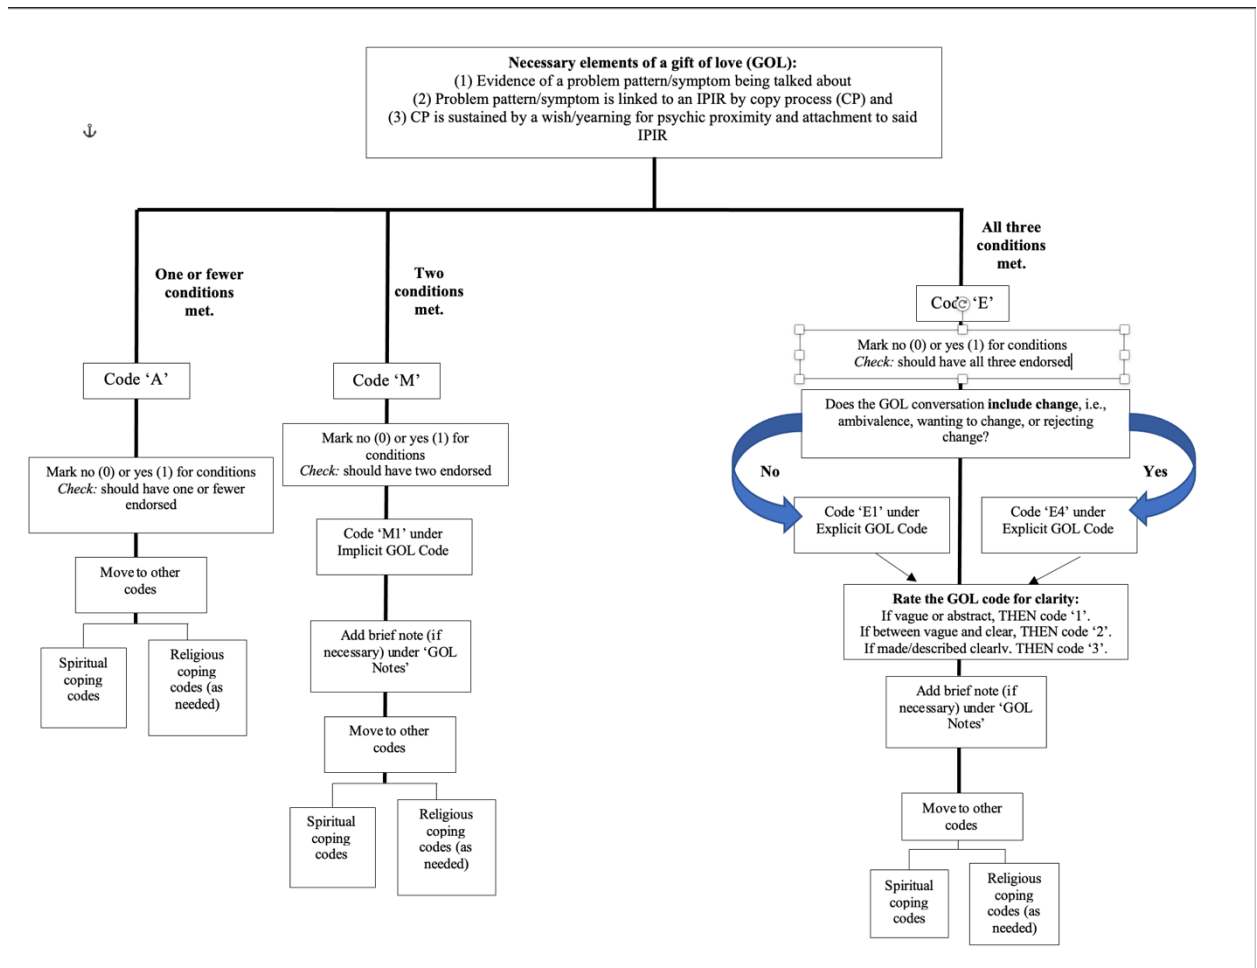 Necessary elements of a gift of love (GOL):
(1) Evidence of a problem pattern/symptom being talked about
(2) Problem pattern/symptom is linked to an IPIR by copy process (CP) and
(3) CP is sustained by a wish/yearning for psychic proximity and attachment to said
IPIR
One or fewer
conditions
met.
Code ‘A’
Mark no (0) or yes (1) for conditions
Check: should have one or fewer
endorsed
Move to other
codes
Spiritual
coping
codes
Religious
coping
codes (as
needed)
Two
conditions
met.
Code ‘M’
Mark no (0) or yes (1) for
conditions
Check: should have two endorsed
Code ‘M1’ under
Implicit GOL Code
Add brief note (if
necessary) under ‘GOL
Notes’
Move to other
codes
Spiritual
coping
codes
Religious
coping
codes (as
needed)
All three
conditions
met.
Code ‘E’
Mark no (0) or yes (1) for conditions
Check: should have all three endorsed
Does the GOL conversation include change, i.e.,
ambivalence, wanting to change, or rejecting
change?
No
Yes
Code ‘E1’ under
Explicit GOL Code
Code ‘E4’ under
Explicit GOL Code
Rate the GOL code for clarity:
If vague or abstract, THEN code ‘1’.
If between vague and clear, THEN code ‘2’.
If made/described clearly. THEN code ‘3’.
Add brief note (if
necessary) under ‘GOL
Notes’
Move to other
codes
Spiritual
coping
codes
Religious
coping
codes (as
needed)